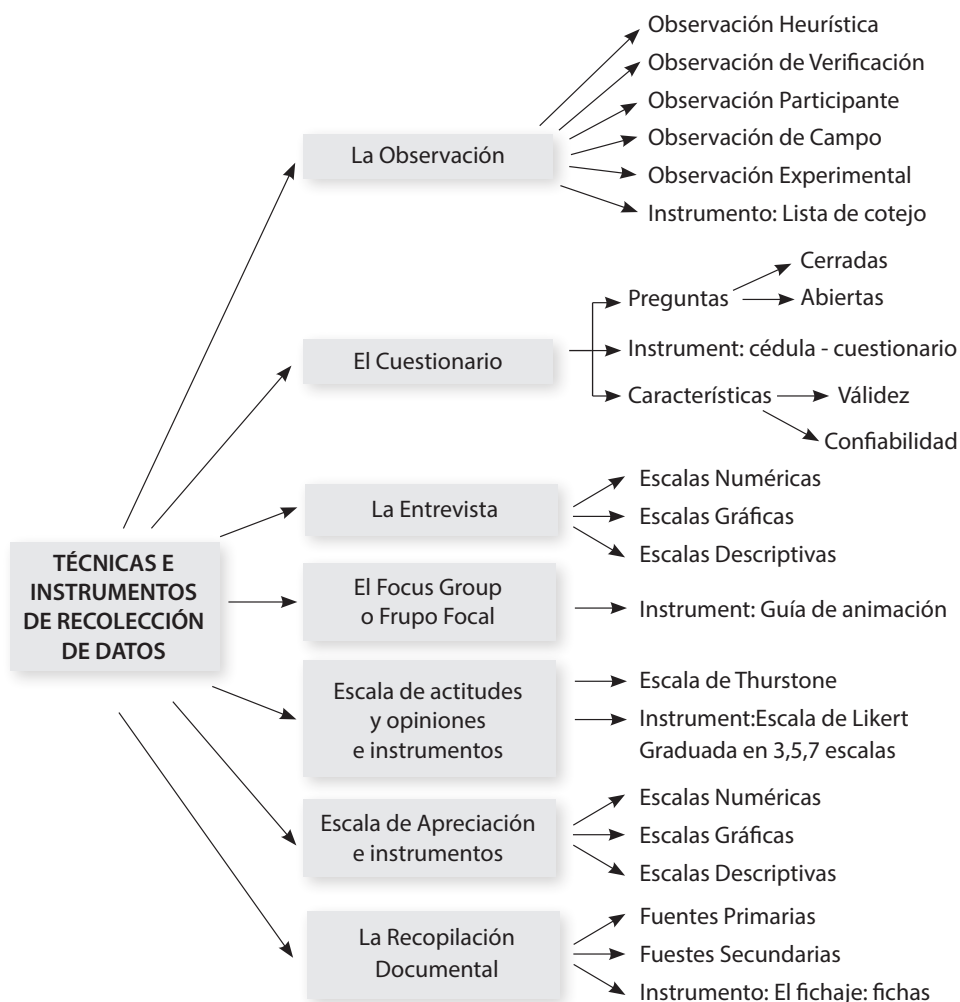 Observación Heurística
Observación de Verificación
Observación Participante
La Observación
Observación de Campo
Observación Experimental
Instrumento: Lista de cotejo
Cerradas
Preguntas
Abiertas
El Cuestionario
Instrument: cédula - cuestionario
Característícas
Válidez
Confiabilidad
Escalas Numéricas
La Entrevista
Escalas Gráficas
Escalas Descriptivas
TÉCNICAS E
INSTRUMENTOS
DE RECOLECCIÓN
DE DATOS
El Focus Group
o Frupo Focal
Instrument: Guía de animación
Escala de actitudes
y opiniones
e instrumentos
Escala de Thurstone
Instrument:Escala de Likert
Graduada en 3,5,7 escalas
Escala de Apreciación
e instrumentos
Escalas Numéricas
Escalas Gráficas
Escalas Descriptivas
La Recopilación
Documental
Fuentes Primarias
Fuestes Secundarias
Instrumento: El fichaje: fichas